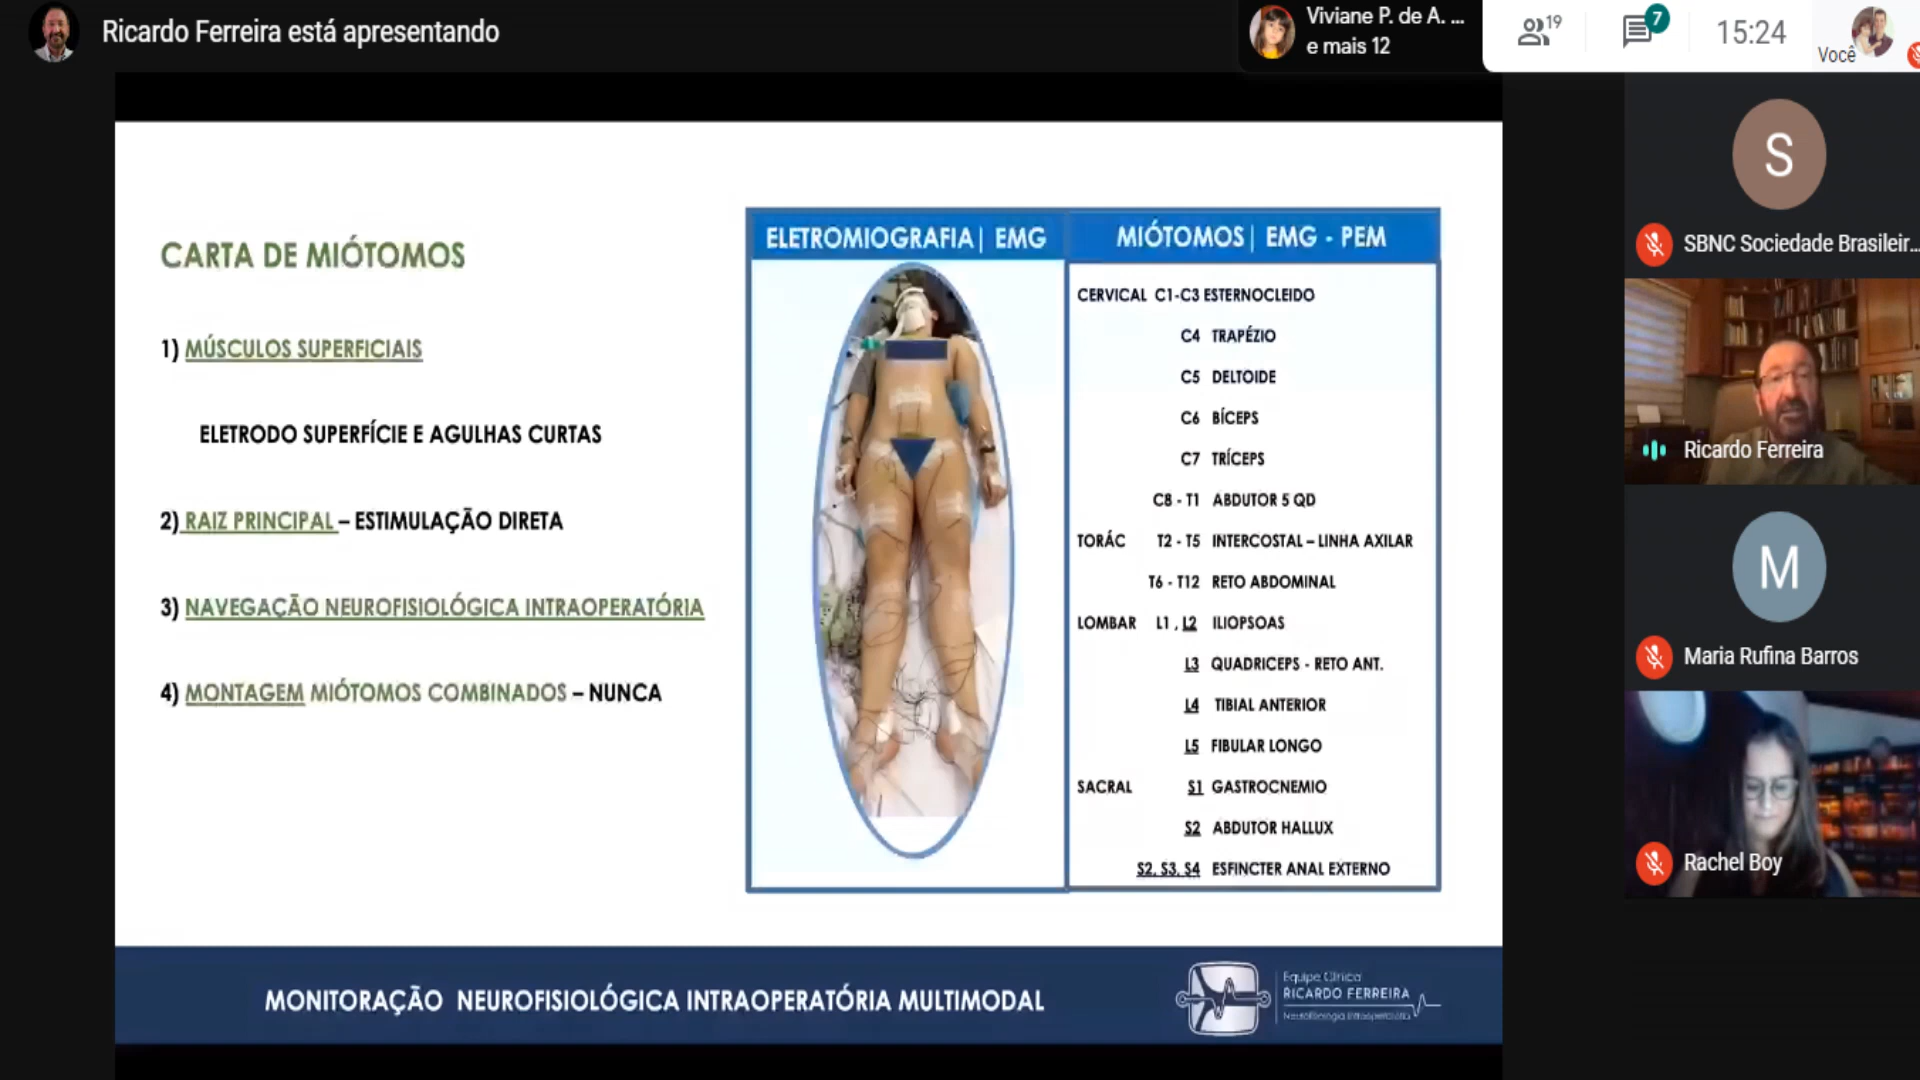 Ricardo Ferreira está apresentando
Viviane P. de A. ...
e mais 12
19
7
15:24
Você
CARTA DE MIÓTOMOS
1) MÚSCULOS SUPERFICIAIS
ELETRODO SUPERFÍCIE E AGULHAS CURTAS
2) RAIZ PRINCIPAL – ESTIMULAÇÃO DIRETA
3) NAVEGAÇÃO NEUROFISIOLÓGICA INTRAOPERATÓRIA
4) MONTAGEM MIÓTOMOS COMBINADOS – NUNCA
ELETROMIOGRAFIA| EMG
MIÓTOMOS| EMG - PEM
CERVICAL C1-C3 ESTERNOCLEIDO
C4 TRAPÉZIO
C5 DELTOIDE
C6 BÍCEPS
C7 TRÍCEPS
C8 - T1 ABDUTOR 5 QD
TORÁC T2 - T5 INTERCOSTAL – LINHA AXILAR
T6 - T12 RETO ABDOMINAL
LOMBAR L1 , L2 ILIOPSOAS
L3 QUADRICEPS - RETO ANT.
L4 TIBIAL ANTERIOR
L5 FIBULAR LONGO
SACRAL S1 GASTROCNEMIO
S2 ABDUTOR HALLUX
S2, S3, S4 ESFINCTER ANAL EXTERNO
MONITORAÇÃO NEUROFISIOLÓGICA INTRAOPERATÓRIA MULTIMODAL
Equipe Clínica
RICARDO FERREIRA
Neurofisiologia Intraoperatória
S
SBNC Sociedade Brasileir...
Ricardo Ferreira
M
Maria Rufina Barros
Rachel Boy